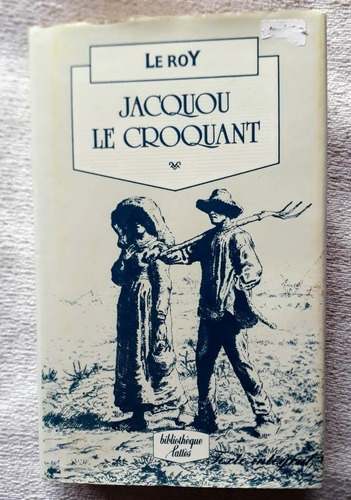 LE ROY
JACQUOU
LE CROQUANT
bibliothèque
Lattès